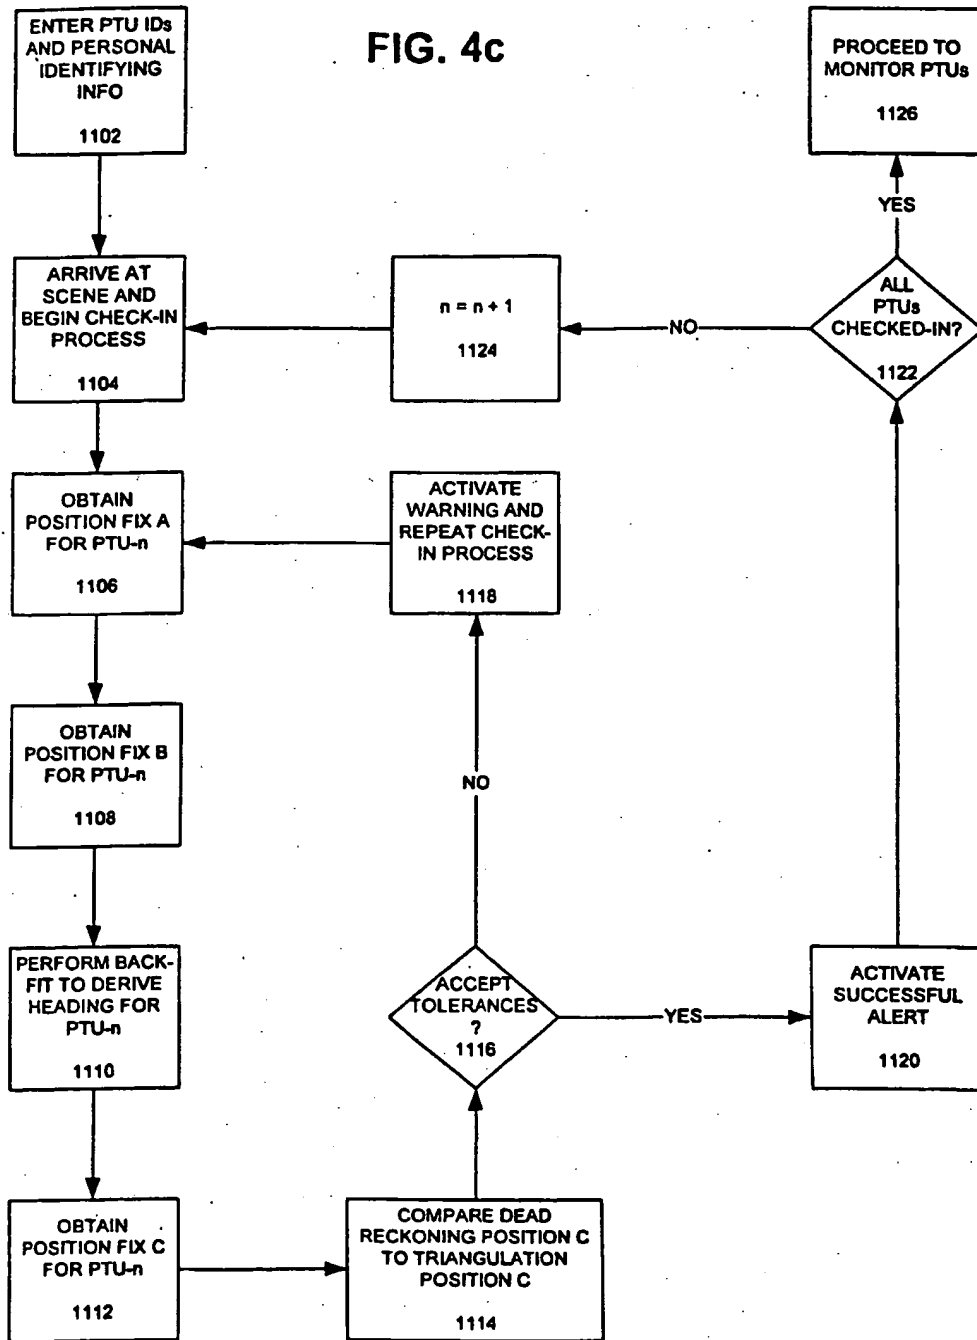 FIG. 4c
ENTER PTU IDs
AND PERSONAL
IDENTIFYING
INFO
1102
ARRIVE AT
SCENE AND
BEGIN CHECK-IN
PROCESS
1104
OBTAIN
POSITION FIX A
FOR PTU-n
1106
OBTAIN
POSITION FIX B
FOR PTU-n
1108
PERFORM BACK-
FIT TO DERIVE
HEADING FOR
PTU-n
1110
OBTAIN
POSITION FIX C
FOR PTU-n
1112
COMPARE DEAD
RECKONING POSITION C
TO TRIANGULATION
POSITION C
1114
ACCEPT
TOLERANCES
?
1116
NO
ACTIVATE
WARNING AND
REPEAT CHECK-
IN PROCESS
1118
YES
ACTIVATE
SUCCESSFUL
ALERT
1120
ALL
PTUs
CHECKED-IN?
1122
NO
n = n + 1
1124
YES
PROCEED TO
MONITOR PTUs
1126